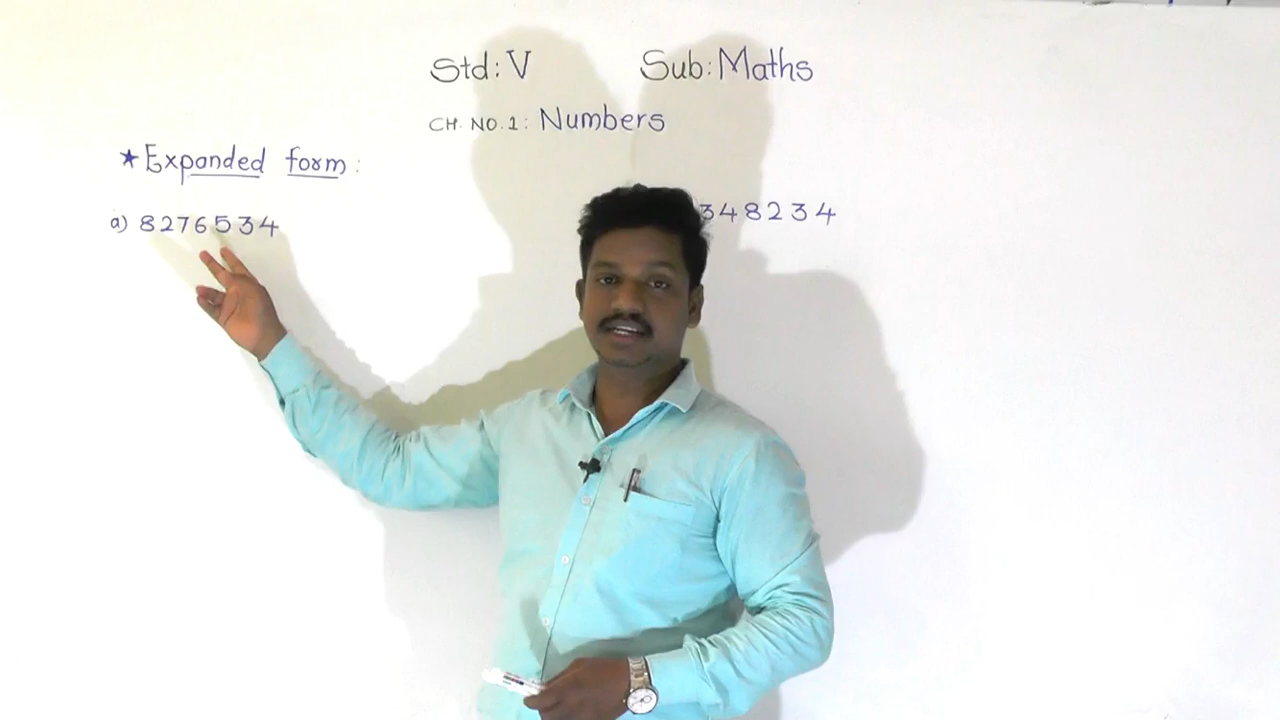 Std: V Sub: Maths
CH. NO. 1: Numbers
★ Expanded form:
a) 8276534 348234